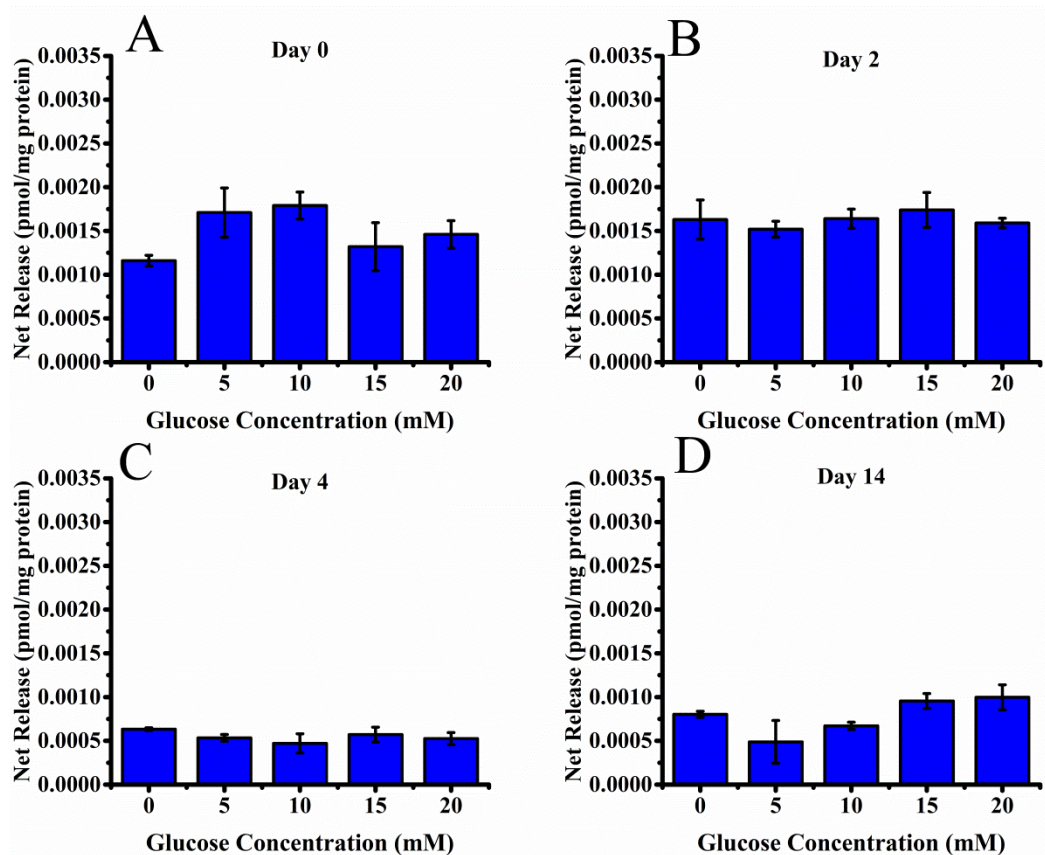 A
Day 0
Net Release (pmol/mg protein)
0.0035
0.0030
0.0025
0.0020
0.0015
0.0010
0.0005
0.0000
0 5 10 15 20
Glucose Concentration (mM)
B
Day 2
Net Release (pmol/mg protein)
0.0035
0.0030
0.0025
0.0020
0.0015
0.0010
0.0005
0.0000
0 5 10 15 20
Glucose Concentration (mM)
C
Day 4
Net Release (pmol/mg protein)
0.0035
0.0030
0.0025
0.0020
0.0015
0.0010
0.0005
0.0000
0 5 10 15 20
Glucose Concentration (mM)
D
Day 14
Net Release (pmol/mg protein)
0.0035
0.0030
0.0025
0.0020
0.0015
0.0010
0.0005
0.0000
0 5 10 15 20
Glucose Concentration (mM)